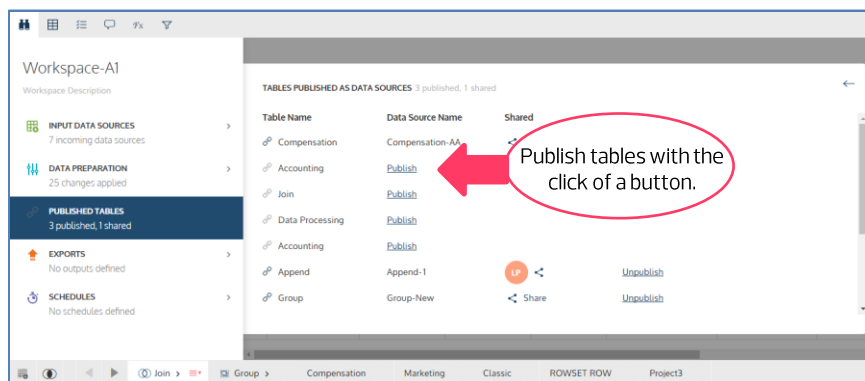 Fx
Workspace-A1
Workspace Description
INPUT DATA SOURCES
7 incoming data sources
DATA PREPARATION
25 changes applied
PUBLISHED TABLES
3 published, 1 shared
EXPORTS
No outputs defined
SCHEDULES
No schedules defined
TABLES PUBLISHED AS DATA SOURCES 3 published, 1 shared
Table Name Data Source Name Shared
Compensation Compensation-AA
Accounting Publish
Join Publish
Data Processing Publish
Accounting Publish
Append Append-1 LP Unpublish
Group Group-New Share Unpublish
Publish tables with the
click of a button.
Join Group Compensation Marketing Classic ROWSET ROW Project3